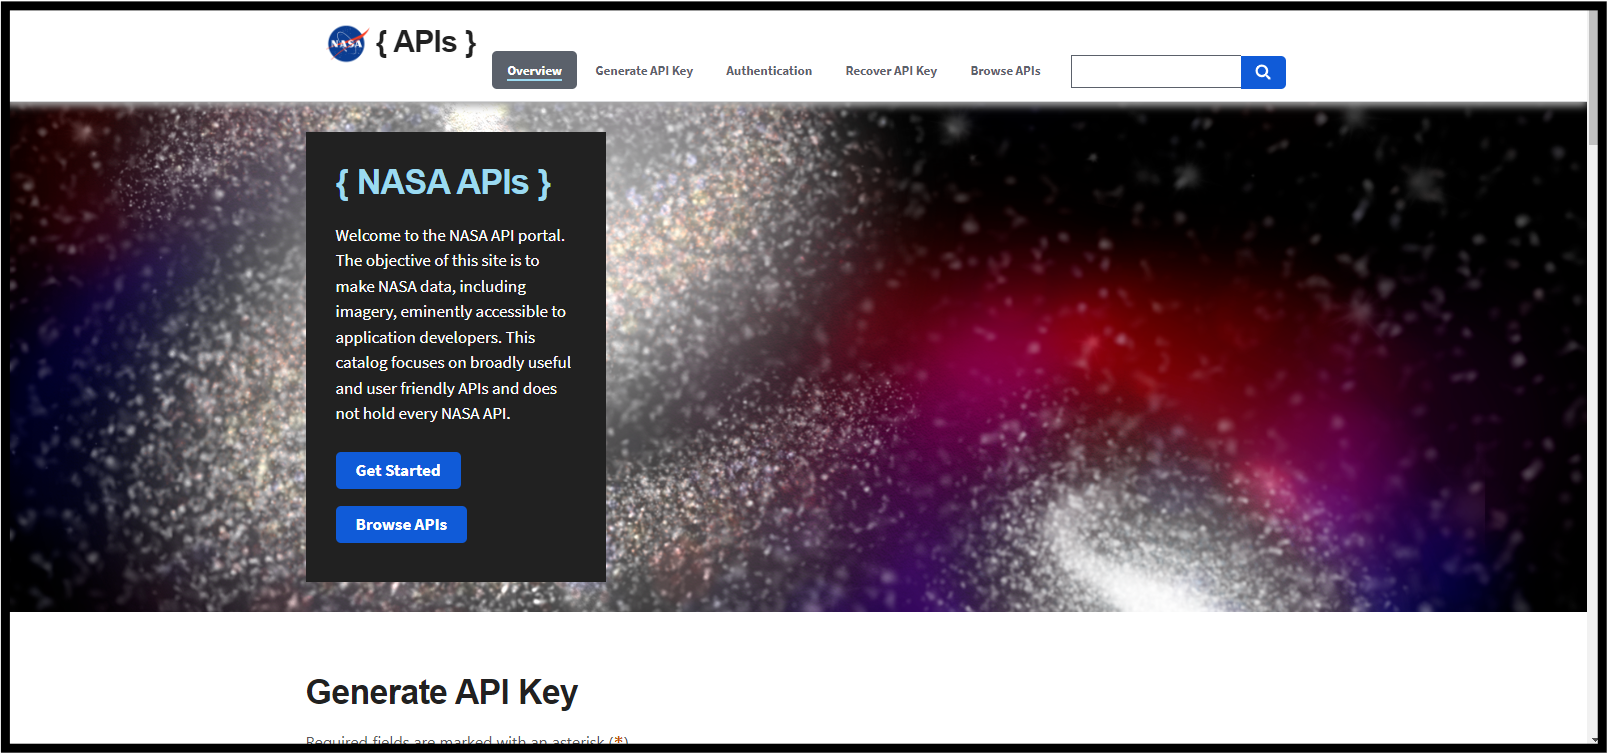 NASA { APIs }
Overview Generate API Key Authentication Recover API Key Browse APIs
{ NASA APIs }
Welcome to the NASA API portal.
The objective of this site is to
make NASA data, including
imagery, eminently accessible to
application developers. This
catalog focuses on broadly useful
and user friendly APIs and does
not hold every NASA API.
Get Started
Browse APIs
Generate API Key
Required fields are marked with an asterisk (*)